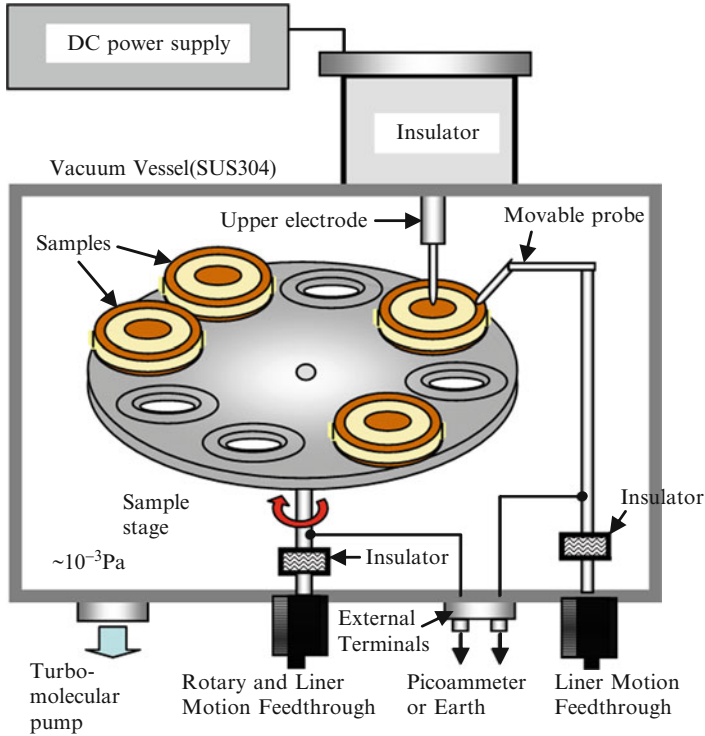 DC power supply
Insulator
Vacuum Vessel(SUS304)
Upper electrode
Movable probe
Samples
Sample
stage
Insulator
~10⁻³Pa
Insulator
External
Terminals
Turbo-
molecular
pump
Rotary and Liner
Motion Feedthrough
Picoammeter
or Earth
Liner Motion
Feedthrough